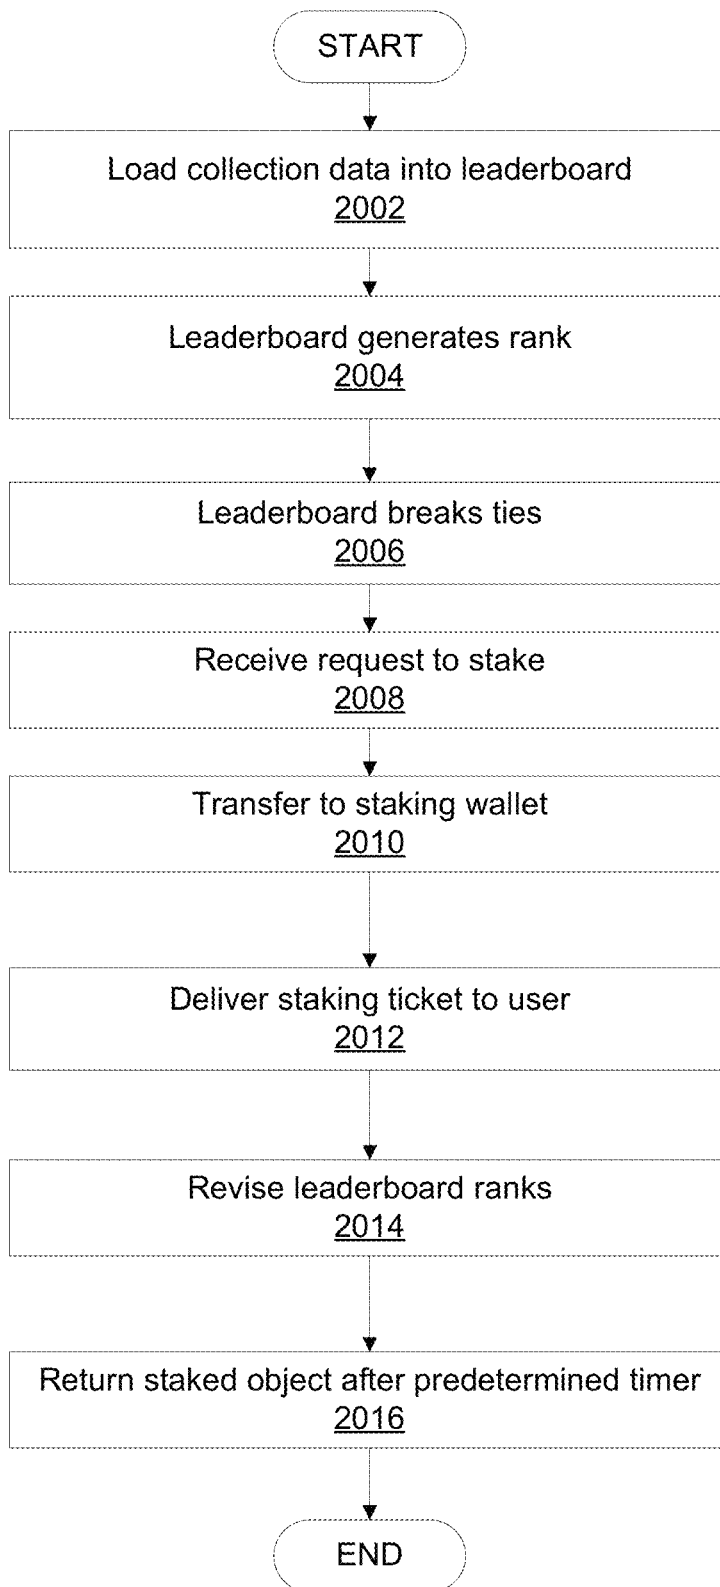 START
Load collection data into leaderboard
2002
Leaderboard generates rank
2004
Leaderboard breaks ties
2006
Receive request to stake
2008
Transfer to staking wallet
2010
Deliver staking ticket to user
2012
Revise leaderboard ranks
2014
Return staked object after predetermined timer
2016
END